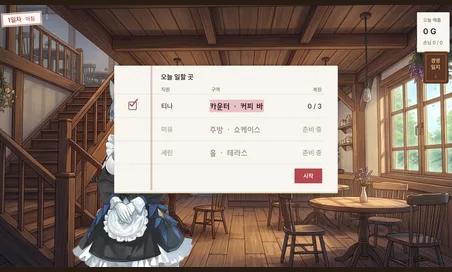 1일차 · 아침
오늘 매출
0 G
손님 0 / 0
경영
일지
오늘 일할 곳
직원 구역 복원
티나 카운터 · 커피 바 0 / 3
미유 주방 · 쇼케이스 준비 중
세린 홀 · 테라스 준비 중
시작